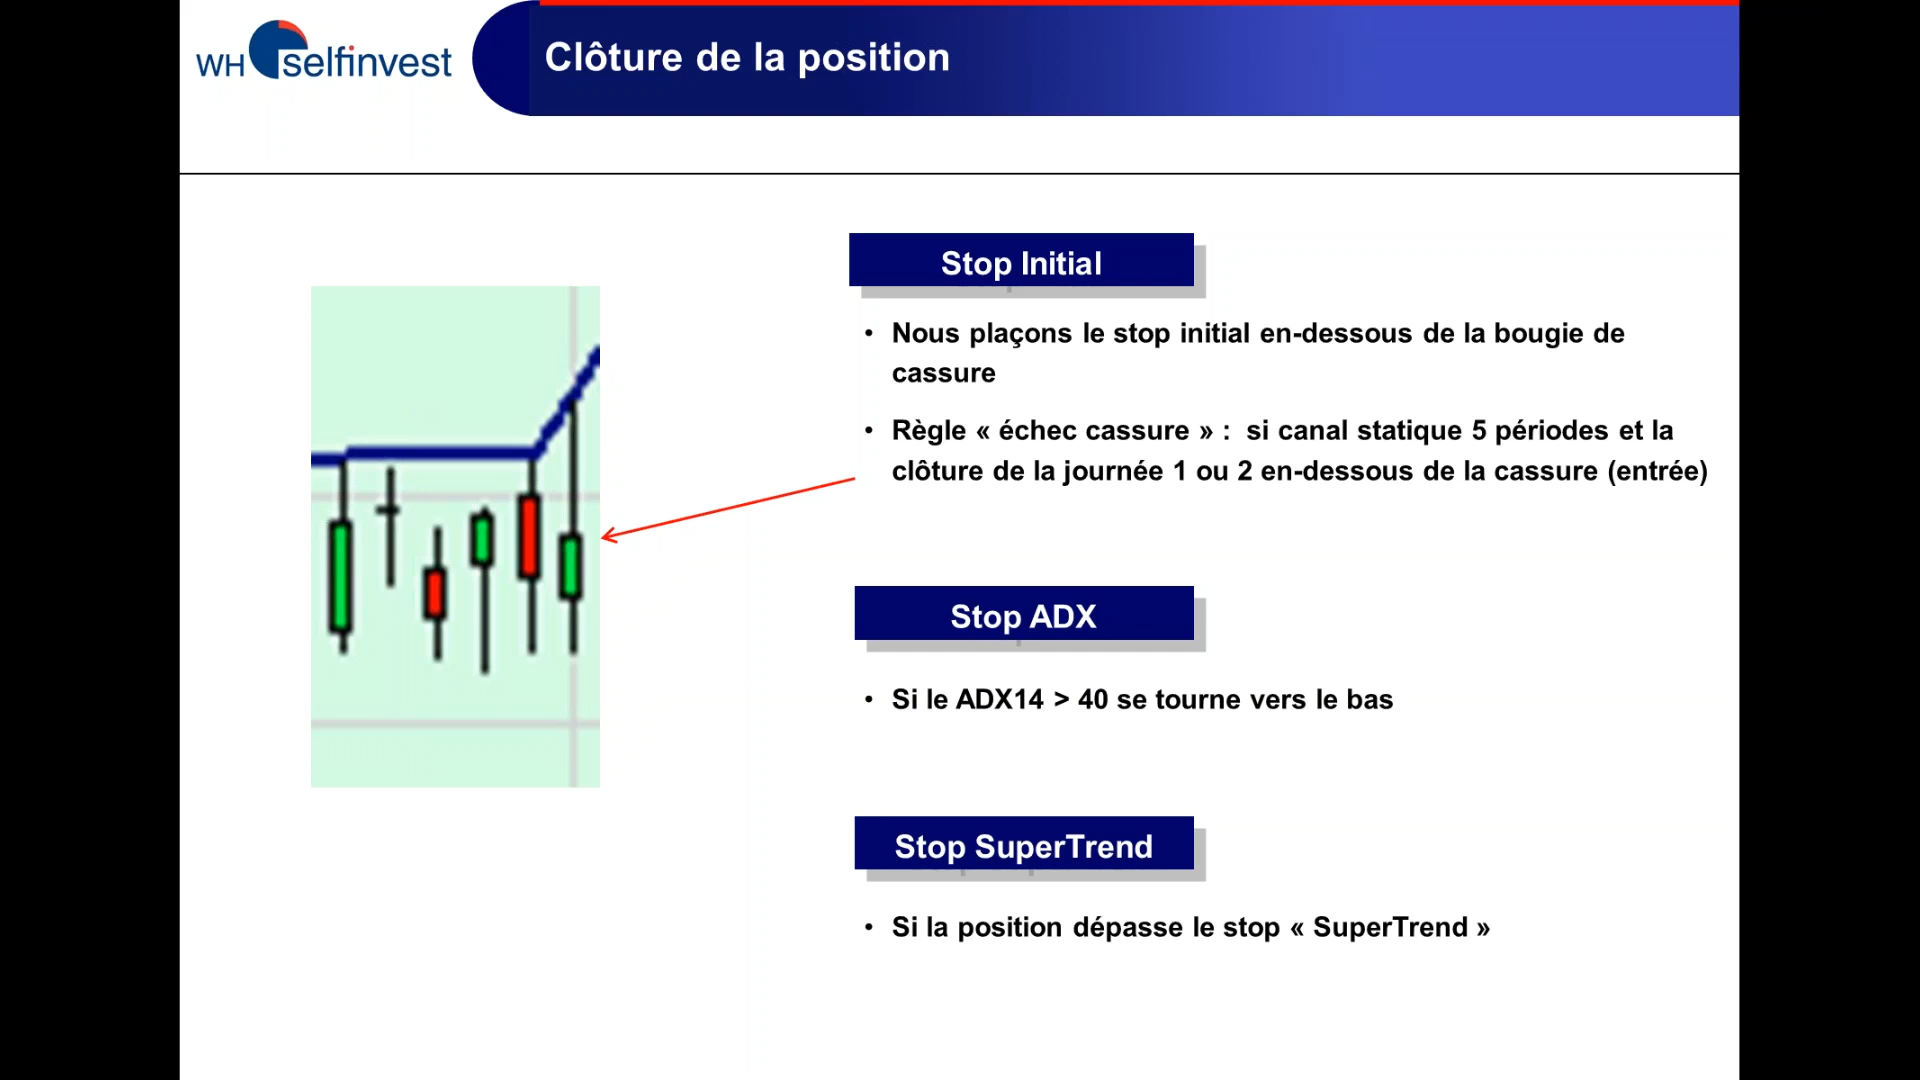 WH selfinvest
Clôture de la position
Stop Initial
• Nous plaçons le stop initial en-dessous de la bougie de
cassure
• Règle « échec cassure » : si canal statique 5 périodes et la
clôture de la journée 1 ou 2 en-dessous de la cassure (entrée)
Stop ADX
• Si le ADX14 > 40 se tourne vers le bas
Stop SuperTrend
• Si la position dépasse le stop « SuperTrend »